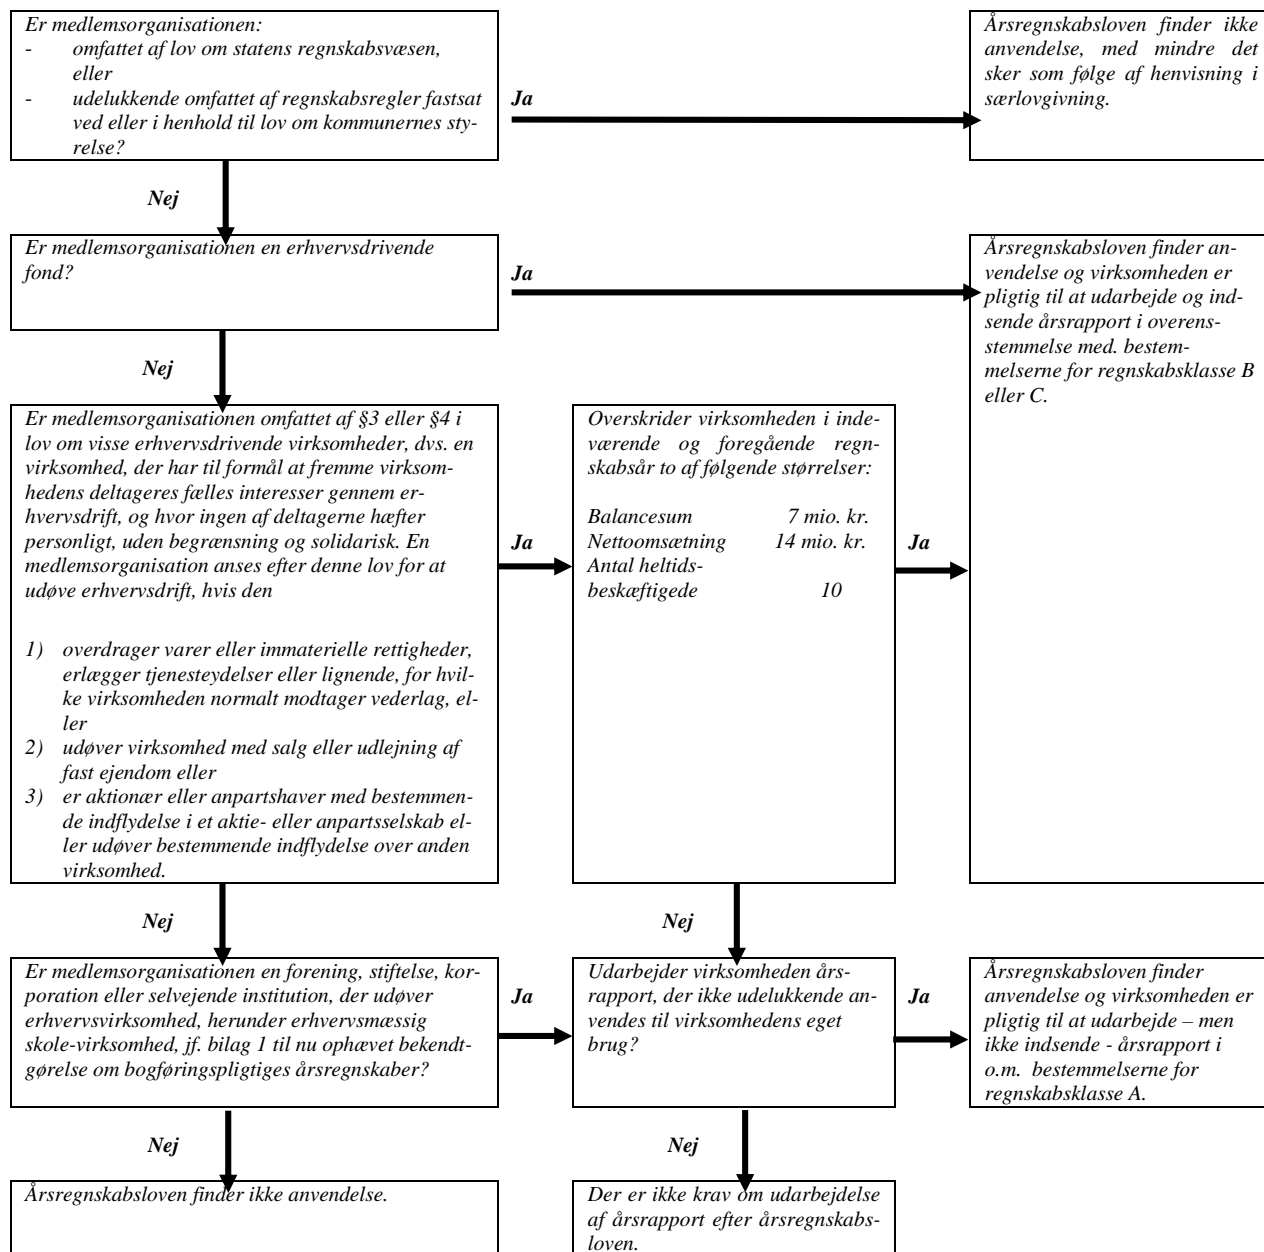 Er medlemsorganisationen:
- omfattet af lov om statens regnskabsvæsen,
eller
- udelukkende omfattet af regnskabsregler fastsat
ved eller i henhold til lov om kommunernes sty-
relse?
Ja
Årsregnskabsloven finder ikke
anvendelse, med mindre det
sker som følge af henvisning i
særlovgivning.
Nej
Er medlemsorganisationen en erhvervsdrivende
fond?
Ja
Årsregnskabsloven finder an-
vendelse og virksomheden er
pligtig til at udarbejde og ind-
sende årsrapport i overens-
stemmelse med. bestem-
melserne for regnskabsklasse B
eller C.
Nej
Er medlemsorganisationen omfattet af §3 eller §4 i
lov om visse erhvervsdrivende virksomheder, dvs. en
virksomhed, der har til formål at fremme virksom-
hedens deltageres fælles interesser gennem er-
hvervsdrift, og hvor ingen af deltagerne hæfter
personligt, uden begrænsning og solidarisk. En
medlemsorganisation anses efter denne lov for at
udøve erhvervsdrift, hvis den
1) overdrager varer eller immaterielle rettigheder,
erlægger tjenesteydelser eller lignende, for hvil-
ke virksomheden normalt modtager vederlag, el-
ler
2) udøver virksomhed med salg eller udlejning af
fast ejendom eller
3) er aktionær eller anpartshaver med bestemmen-
de indflydelse i et aktie- eller anpartsselskab el-
ler udøver bestemmende indflydelse over anden
virksomhed.
Ja
Overskrider virksomheden i inde-
værende og foregående regn-
skabsår to af følgende størrelser:
Balancesum 7 mio. kr.
Nettoomsætning 14 mio. kr.
Antal heltids-
beskæftigede 10
Ja
Nej
Nej
Er medlemsorganisationen en forening, stiftelse, kor-
poration eller selvejende institution, der udøver
erhvervsvirksomhed, herunder erhvervsmæssig
skole-virksomhed, jf. bilag 1 til nu ophævet bekendt-
gørelse om bogføringspligtiges årsregnskaber?
Ja
Udarbejder virksomheden års-
rapport, der ikke udelukkende an-
vendes til virksomhedens eget
brug?
Ja
Årsregnskabsloven finder
anvendelse og virksomheden er
pligtig til at udarbejde – men
ikke indsende - årsrapport i
o.m. bestemmelserne for
regnskabsklasse A.
Nej
Nej
Årsregnskabsloven finder ikke anvendelse.
Der er ikke krav om udarbejdelse
af årsrapport efter årsregnskabs-
loven.